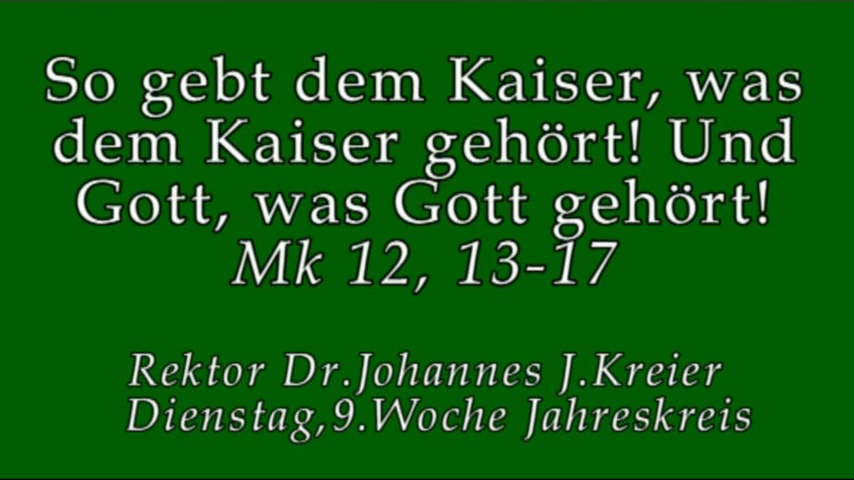 So gebt dem Kaiser, was
dem Kaiser gehört! Und
Gott, was Gott gehört!
Mk 12, 13-17
Rektor Dr.Johannes J.Kreier
Dienstag,9.Woche Jahreskreis